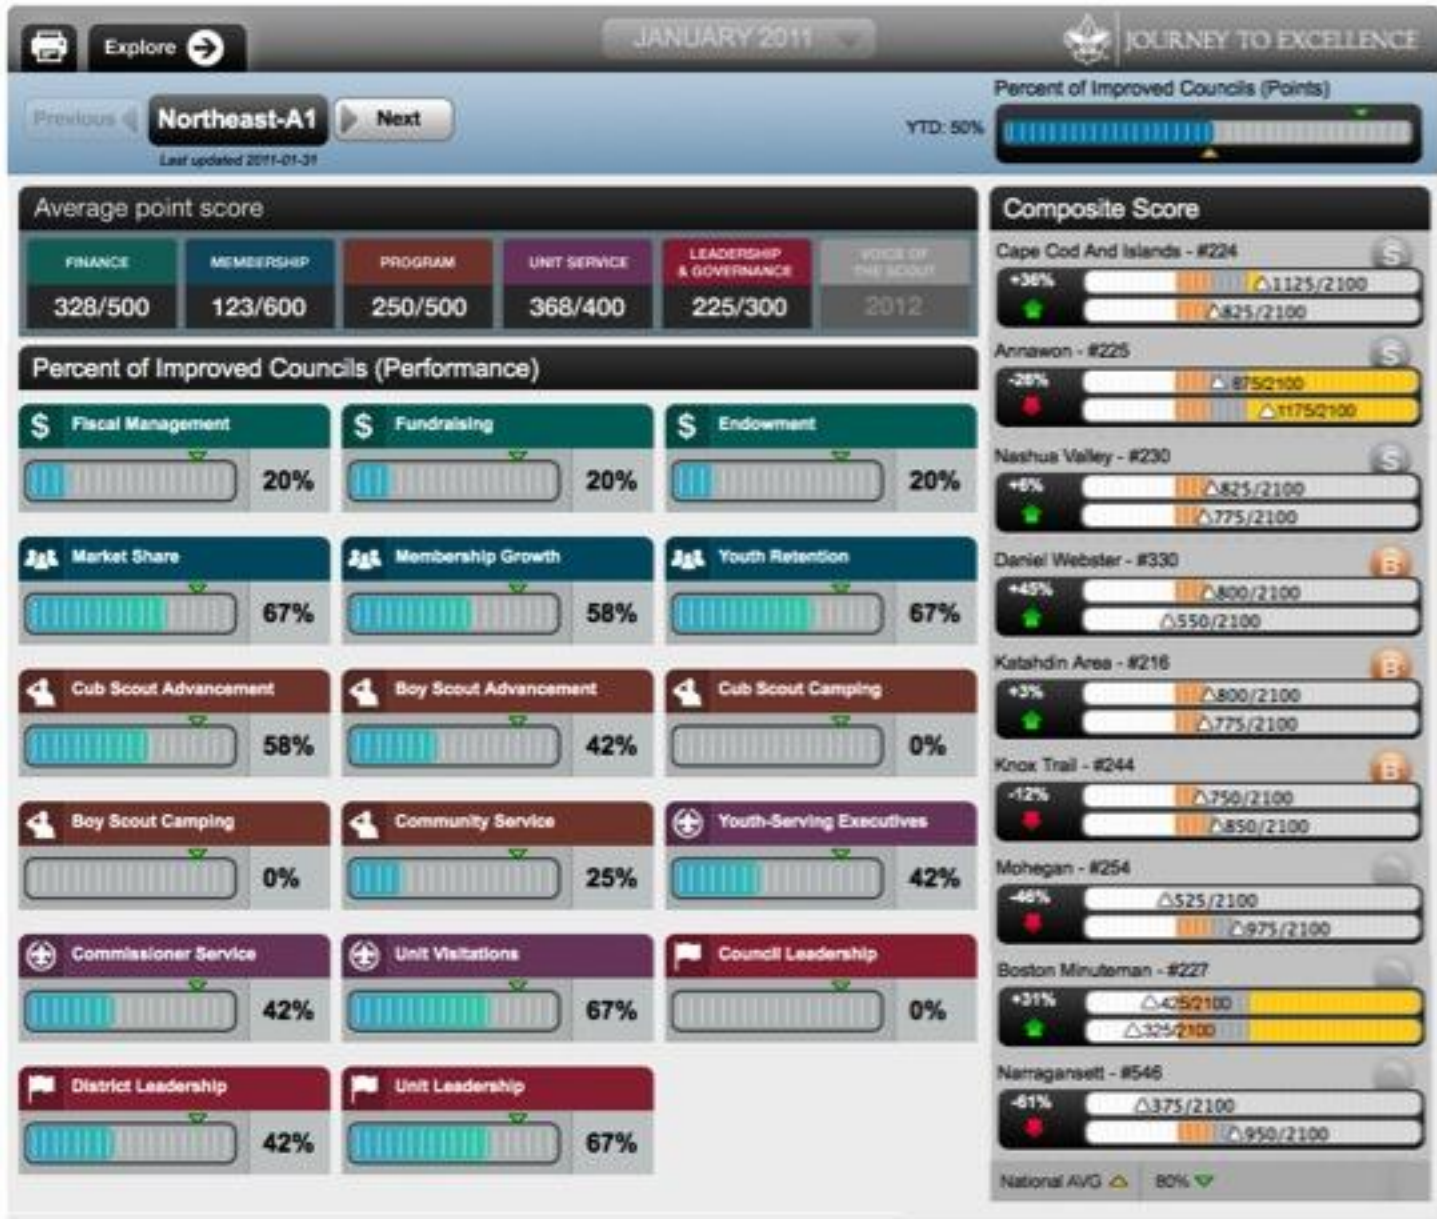 Explore
JANUARY 2011
JOURNEY TO EXCELLENCE
Previous
Northeast-A1
Next
Last updated 2011-01-31
YTD: 50%
Percent of Improved Councils (Points)
Average point score
FINANCE
328/500
MEMBERSHIP
123/600
PROGRAM
250/500
UNIT SERVICE
368/400
LEADERSHIP
& GOVERNANCE
225/300
VOICE OF
THE SCOUT
2012
Percent of Improved Councils (Performance)
$ Fiscal Management
20%
$ Fundraising
20%
$ Endowment
20%
Market Share
67%
Membership Growth
58%
Youth Retention
67%
Cub Scout Advancement
58%
Boy Scout Advancement
42%
Cub Scout Camping
0%
Boy Scout Camping
0%
Community Service
25%
Youth-Serving Executives
42%
Commissioner Service
42%
Unit Visitations
67%
Council Leadership
0%
District Leadership
42%
Unit Leadership
67%
Composite Score
Cape Cod And Islands - #224
S
+36%
1125/2100
825/2100
Annawon - #225
S
-26%
875/2100
1175/2100
Nashua Valley - #230
S
+6%
825/2100
775/2100
Daniel Webster - #330
B
+45%
800/2100
550/2100
Katahdin Area - #216
B
+3%
800/2100
775/2100
Knox Trail - #244
B
-12%
750/2100
850/2100
Mohegan - #254
-46%
525/2100
975/2100
Boston Minuteman - #227
+31%
425/2100
325/2100
Narragansett - #546
-61%
375/2100
950/2100
National AVG
80%